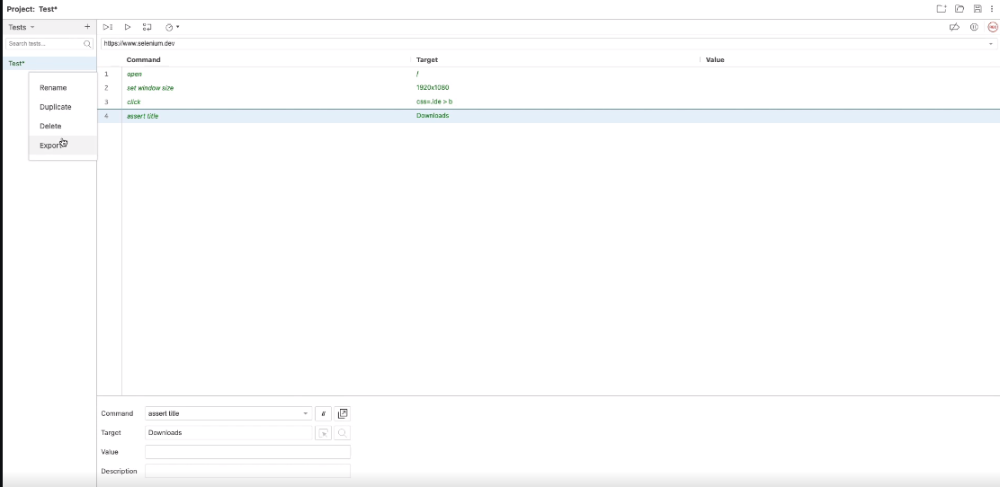 Project: Test*
Tests
+
Search tests...
Test*
Rename
Duplicate
Delete
Export
https://www.selenium.dev
REC
Command Target Value
1 open /
2 set window size 1920x1080
3 click css=.ide > b
4 assert title Downloads
Command assert title //
Target Downloads
Value
Description